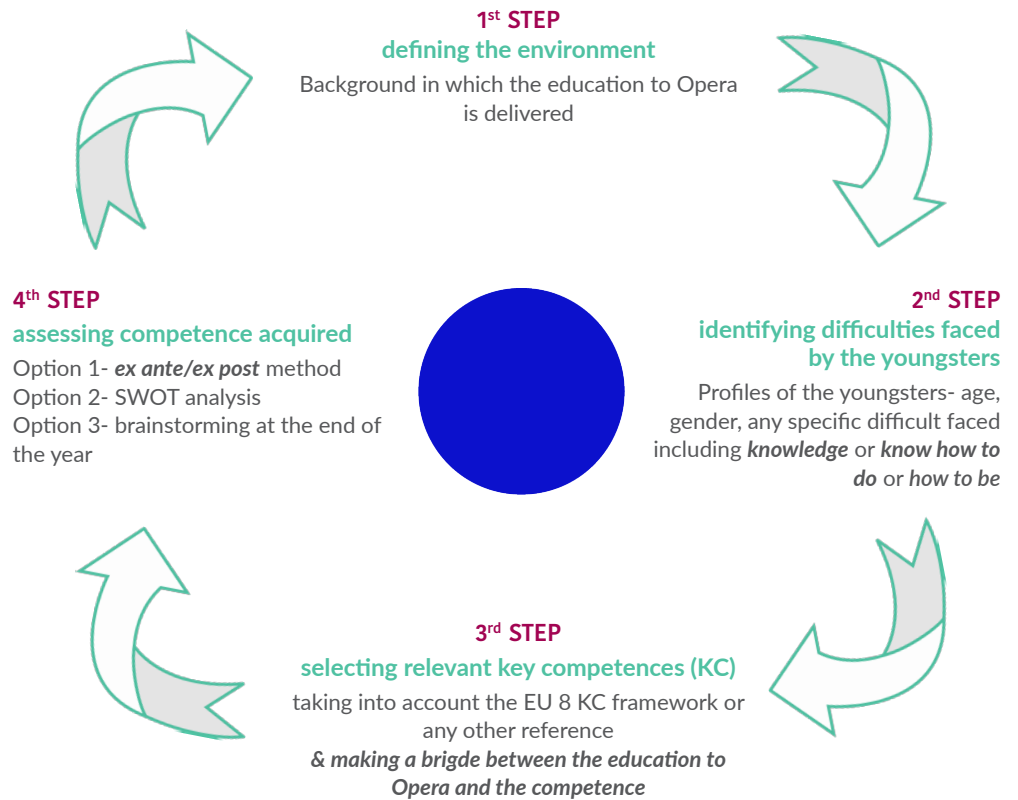 1st STEP
defining the environment
Background in which the education to Opera
is delivered
2nd STEP
identifying difficulties faced
by the youngsters
Profiles of the youngsters- age,
gender, any specific difficult faced
including knowledge or know how to
do or how to be
3rd STEP
selecting relevant key competences (KC)
taking into account the EU 8 KC framework or
any other reference
& making a brigde between the education to
Opera and the competence
4th STEP
assessing competence acquired
Option 1- ex ante/ex post method
Option 2- SWOT analysis
Option 3- brainstorming at the end of
the year